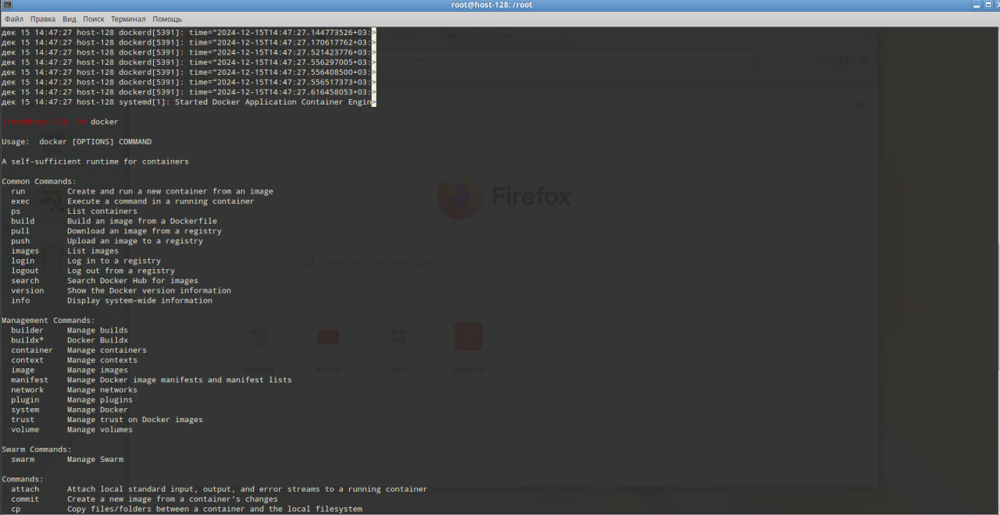 root@host-128: /root
Файл Правка Вид Поиск Терминал Помощь
дек 15 14:47:27 host-128 dockerd[5391]: time="2024-12-15T14:47:27.144773526+03:>
дек 15 14:47:27 host-128 dockerd[5391]: time="2024-12-15T14:47:27.170617762+03:>
дек 15 14:47:27 host-128 dockerd[5391]: time="2024-12-15T14:47:27.521423776+03:>
дек 15 14:47:27 host-128 dockerd[5391]: time="2024-12-15T14:47:27.556297005+03:>
дек 15 14:47:27 host-128 dockerd[5391]: time="2024-12-15T14:47:27.556408500+03:>
дек 15 14:47:27 host-128 dockerd[5391]: time="2024-12-15T14:47:27.556517373+03:>
дек 15 14:47:27 host-128 dockerd[5391]: time="2024-12-15T14:47:27.616458053+03:>
дек 15 14:47:27 host-128 systemd[1]: Started Docker Application Container Engin>
[root@host-128 ~]# docker
Usage:  docker [OPTIONS] COMMAND
A self-sufficient runtime for containers
Common Commands:
  run         Create and run a new container from an image
  exec        Execute a command in a running container
  ps          List containers
  build       Build an image from a Dockerfile
  pull        Download an image from a registry
  push        Upload an image to a registry
  images      List images
  login       Log in to a registry
  logout      Log out from a registry
  search      Search Docker Hub for images
  version     Show the Docker version information
  info        Display system-wide information
Management Commands:
  builder     Manage builds
  buildx*     Docker Buildx
  container   Manage containers
  context     Manage contexts
  image       Manage images
  manifest    Manage Docker image manifests and manifest lists
  network     Manage networks
  plugin      Manage plugins
  system      Manage Docker
  trust       Manage trust on Docker images
  volume      Manage volumes
Swarm Commands:
  swarm       Manage Swarm
Commands:
  attach      Attach local standard input, output, and error streams to a running container
  commit      Create a new image from a container's changes
  cp          Copy files/folders between a container and the local filesystem
Firefox
YouTube